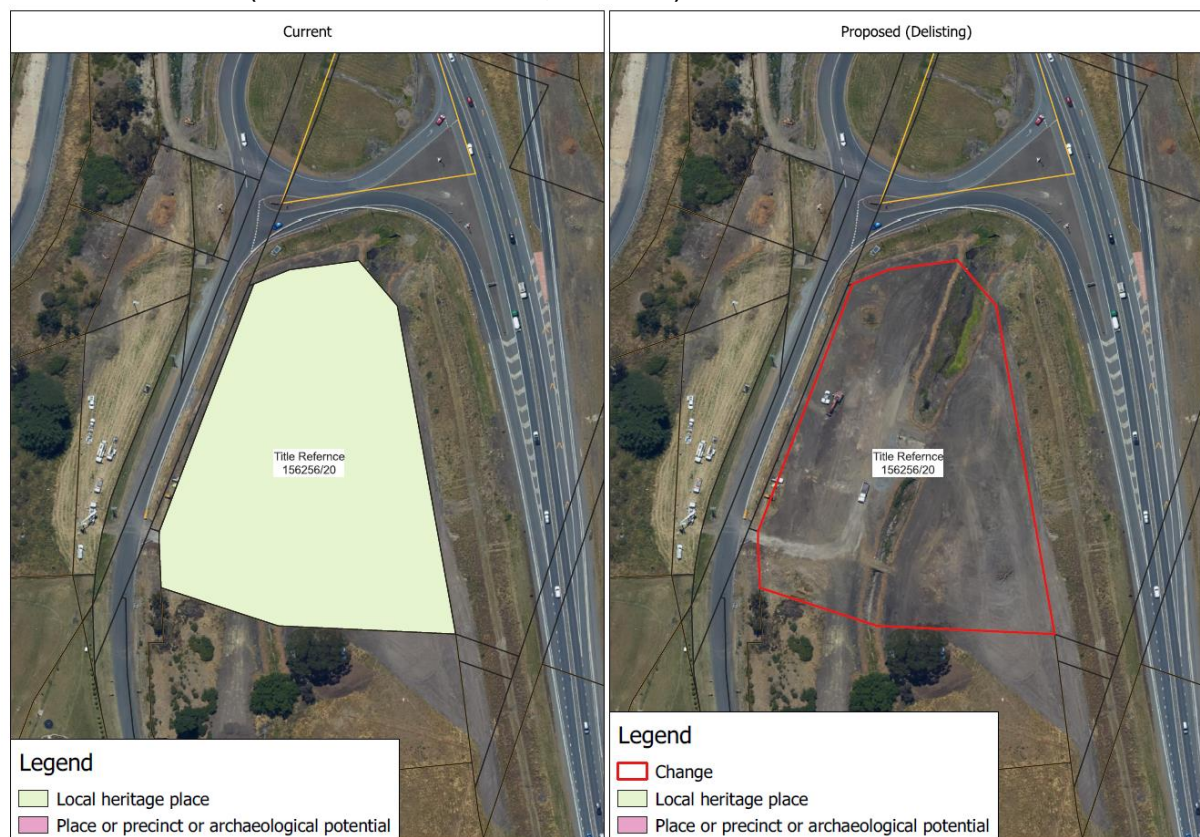 Current
Proposed (Delisting)
Title Refernce
156256/20
Title Refernce
156256/20
Legend
Local heritage place
Place or precinct or archaeological potential
Legend
Change
Local heritage place
Place or precinct or archaeological potential